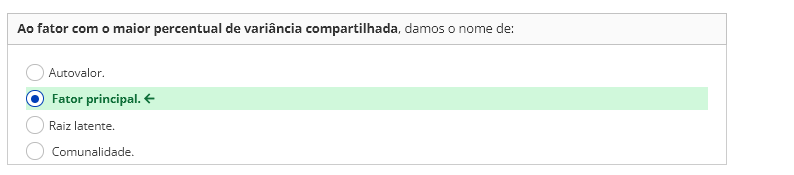 Ao fator com o maior percentual de variância compartilhada, damos o nome de:
Autovalor.
Fator principal. ←
Raiz latente.
Comunalidade.